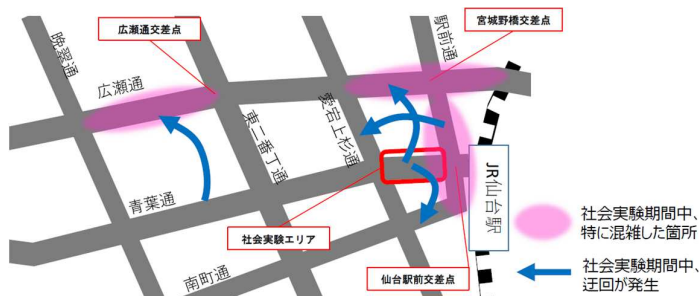 広瀬通交差点
宮城野橋交差点
晩翠通
広瀬通
駅前通
愛宕上杉通
東二番丁通
青葉通
JR仙台駅
社会実験エリア
仙台駅前交差点
南町通
社会実験期間中、
特に混雑した箇所
社会実験期間中、
迂回が発生